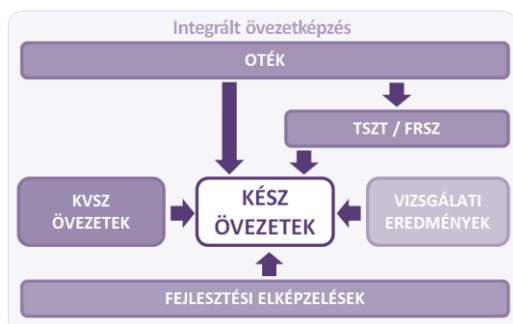 Integrált övezetképzés
OTÉK
TSZT / FRSZ
KVSZ
ÖVEZETEK
KÉSZ
ÖVEZETEK
VIZSGÁLATI
EREDMÉNYEK
FEJLESZTÉSI ELKÉPZELÉSEK